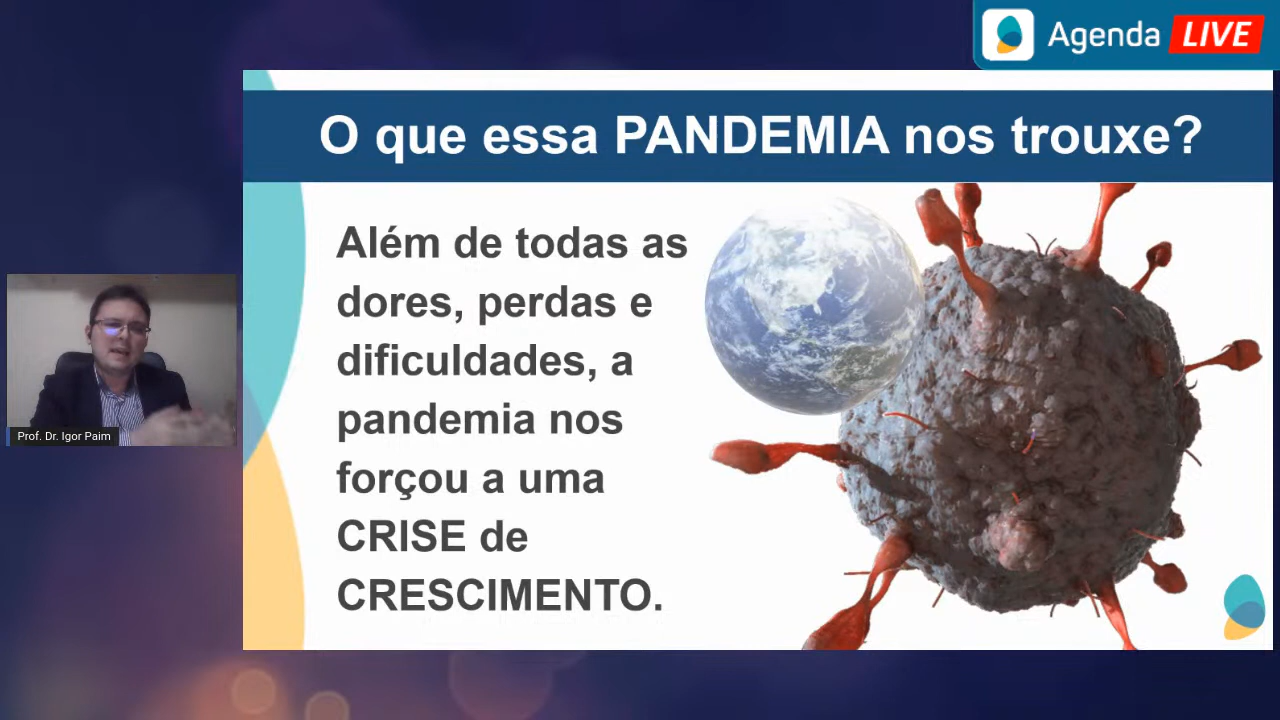 Agenda LIVE
O que essa PANDEMIA nos trouxe?
Além de todas as
dores, perdas e
dificuldades, a
pandemia nos
forçou a uma
CRISE de
CRESCIMENTO.
Prof. Dr. Igor Paim